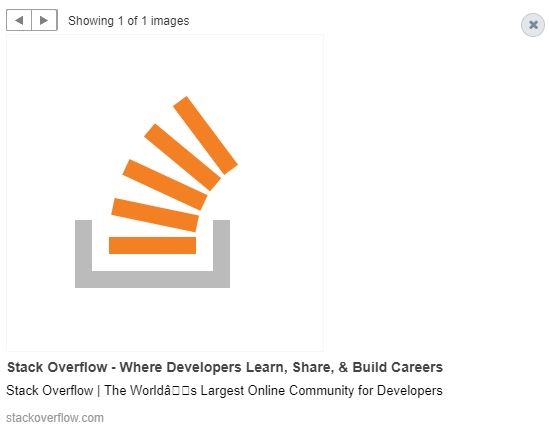 Showing 1 of 1 images
Stack Overflow - Where Developers Learn, Share, & Build Careers
Stack Overflow | The Worldâ□□s Largest Online Community for Developers
stackoverflow.com